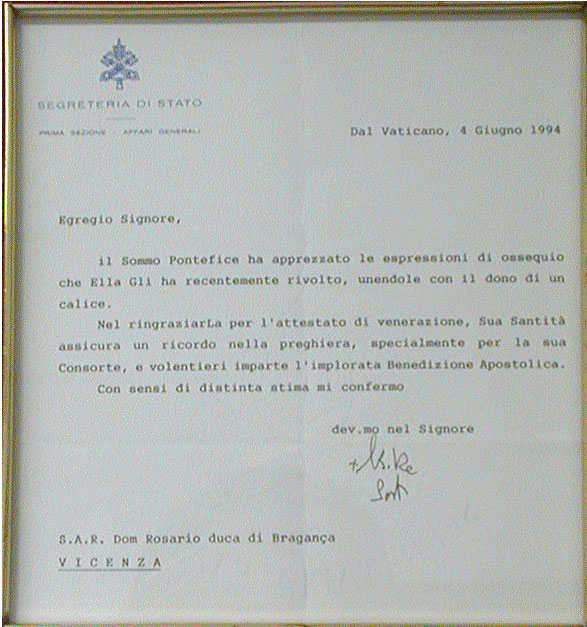 SEGRETERIA DI STATO
PRIMA SEZIONE - AFFARI GENERALI
Dal Vaticano, 4 Giugno 1994
Egregio Signore,
il Sommo Pontefice ha apprezzato le espressioni di ossequio
che Ella Gli ha recentemente rivolto, unendole con il dono di un
calice.
Nel ringraziarLa per l'attestato di venerazione, Sua Santità
assicura un ricordo nella preghiera, specialmente per la sua
Consorte, e volentieri imparte l'implorata Benedizione Apostolica.
Con sensi di distinta stima mi confermo
dev.mo nel Signore
S.A.R. Dom Rosario duca di Bragança
V I C E N Z A